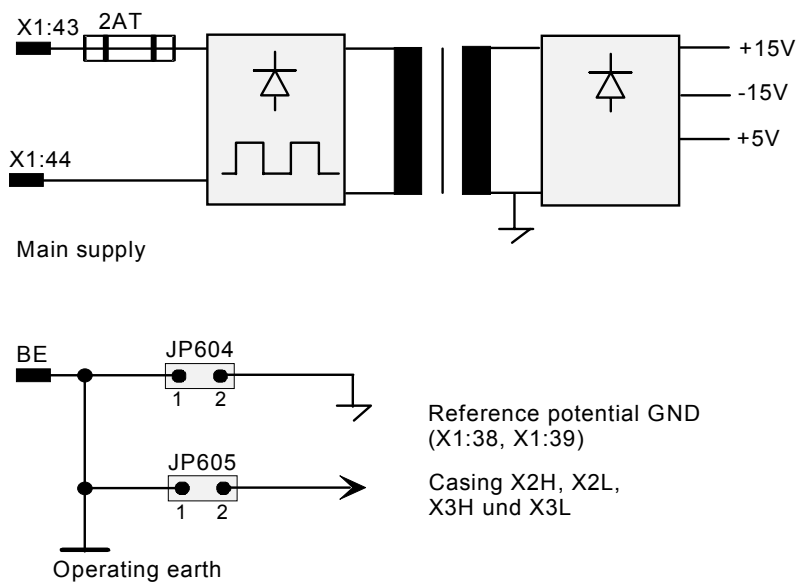 X1:43
2AT
+15V
-15V
+5V
X1:44
Main supply
BE
JP604
1 2
Reference potential GND
(X1:38, X1:39)
JP605
1 2
Casing X2H, X2L,
X3H und X3L
Operating earth